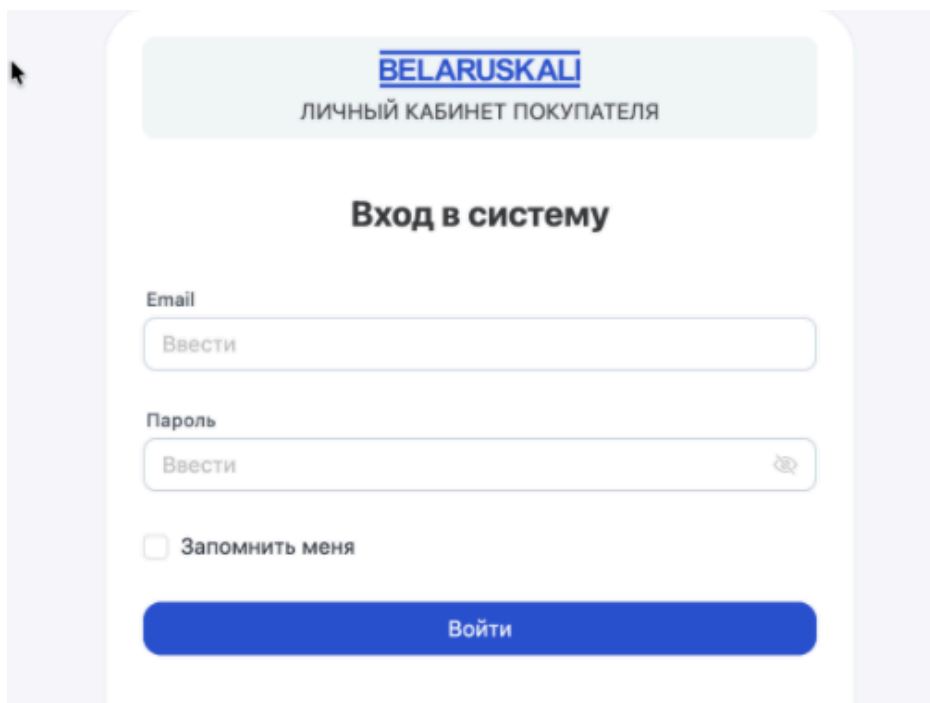 BELARUSKALI
ЛИЧНЫЙ КАБИНЕТ ПОКУПАТЕЛЯ
Вход в систему
Email
Ввести
Пароль
Ввести
Запомнить меня
Войти